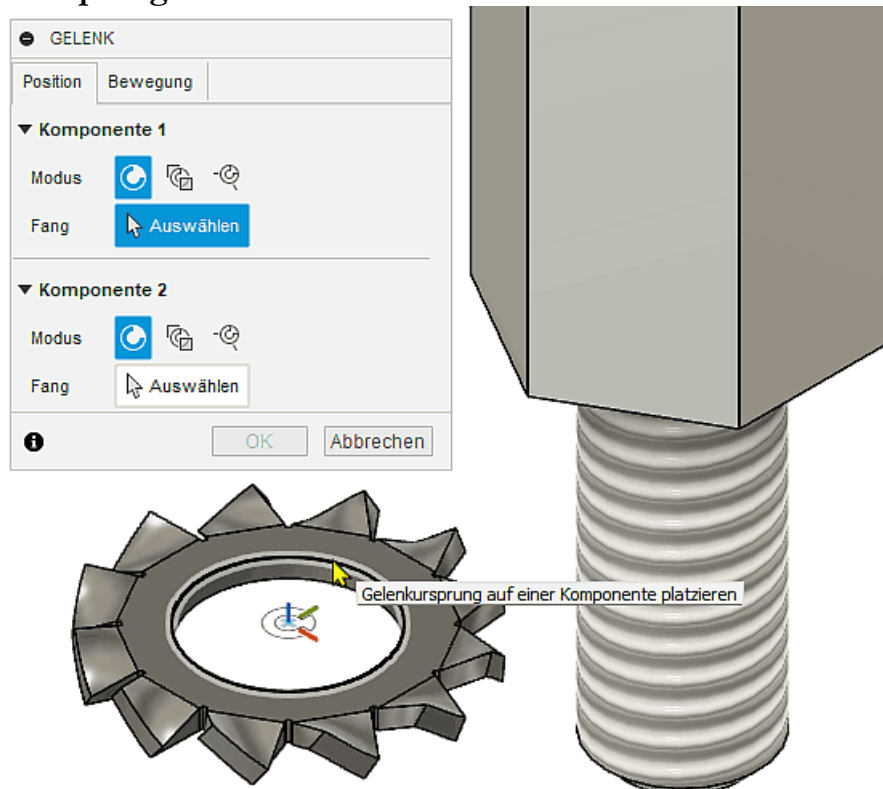 GELENK
Position Bewegung
Komponente 1
Modus
Fang Auswählen
Komponente 2
Modus
Fang Auswählen
OK Abbrechen
Gelenkursprung auf einer Komponente platzieren